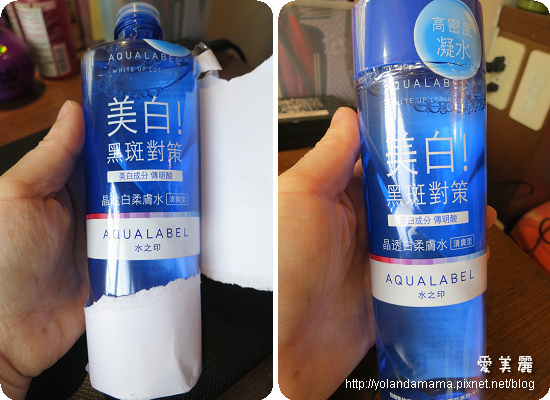 AQUALABEL
WHITE UP LOTION
美白!
黑斑對策
美白成分 傳明酸
晶透白柔膚水 清爽型
AQUALABEL
水之印
高密度
凝水
AQUALABEL
WHITE UP LOTION
美白!
黑斑對策
美白成分 傳明酸
晶透白柔膚水 清爽型
AQUALABEL
水之印
愛美麗
http://yolandamama.pixnet.net/blog